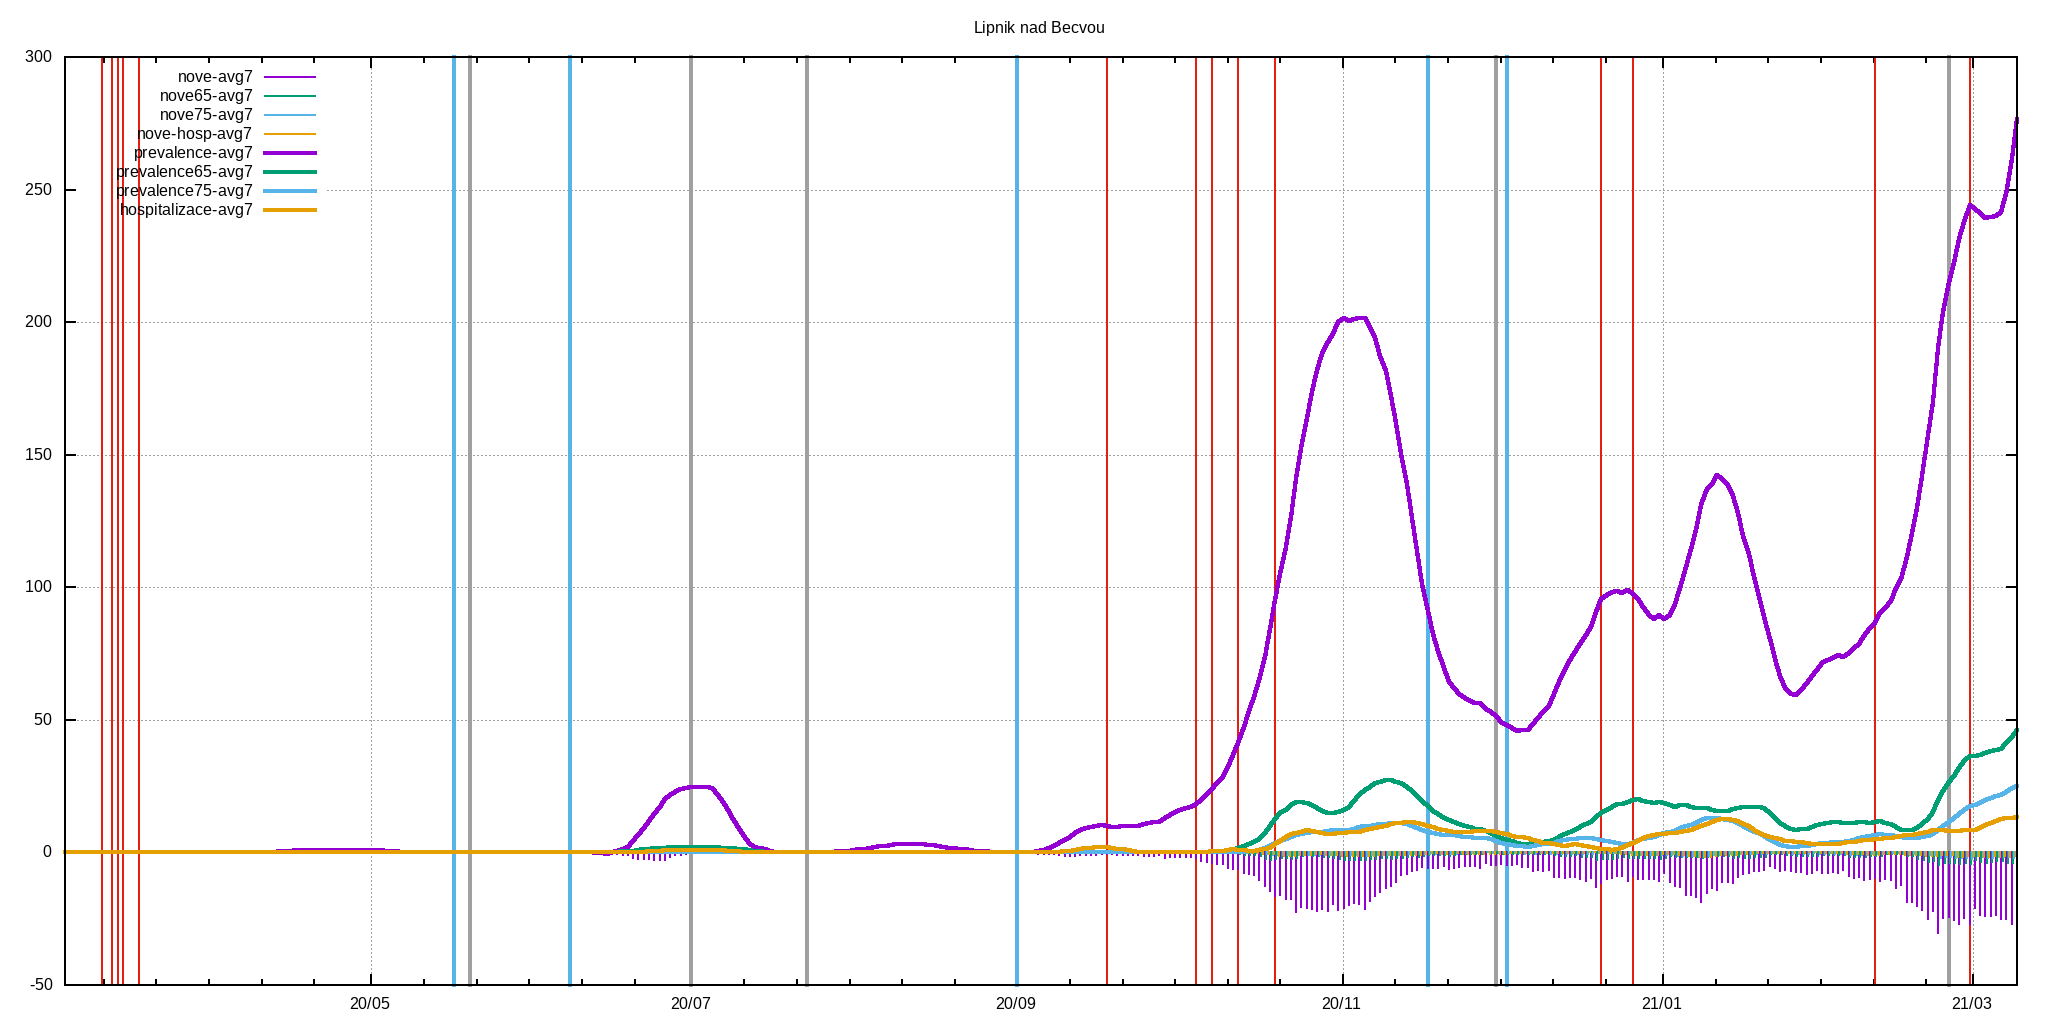 Lipnik nad Becvou
300
nove-avg7
nove65-avg7
nove75-avg7
nove-hosp-avg7
prevalence-avg7
prevalence65-avg7
prevalence75-avg7
hospitalizace-avg7
250
200
150
100
50
0
-50
20/05
20/07
20/09
20/11
21/01
21/03